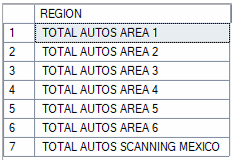 REGION
1 TOTAL AUTOS AREA 1
2 TOTAL AUTOS AREA 2
3 TOTAL AUTOS AREA 3
4 TOTAL AUTOS AREA 4
5 TOTAL AUTOS AREA 5
6 TOTAL AUTOS AREA 6
7 TOTAL AUTOS SCANNING MEXICO